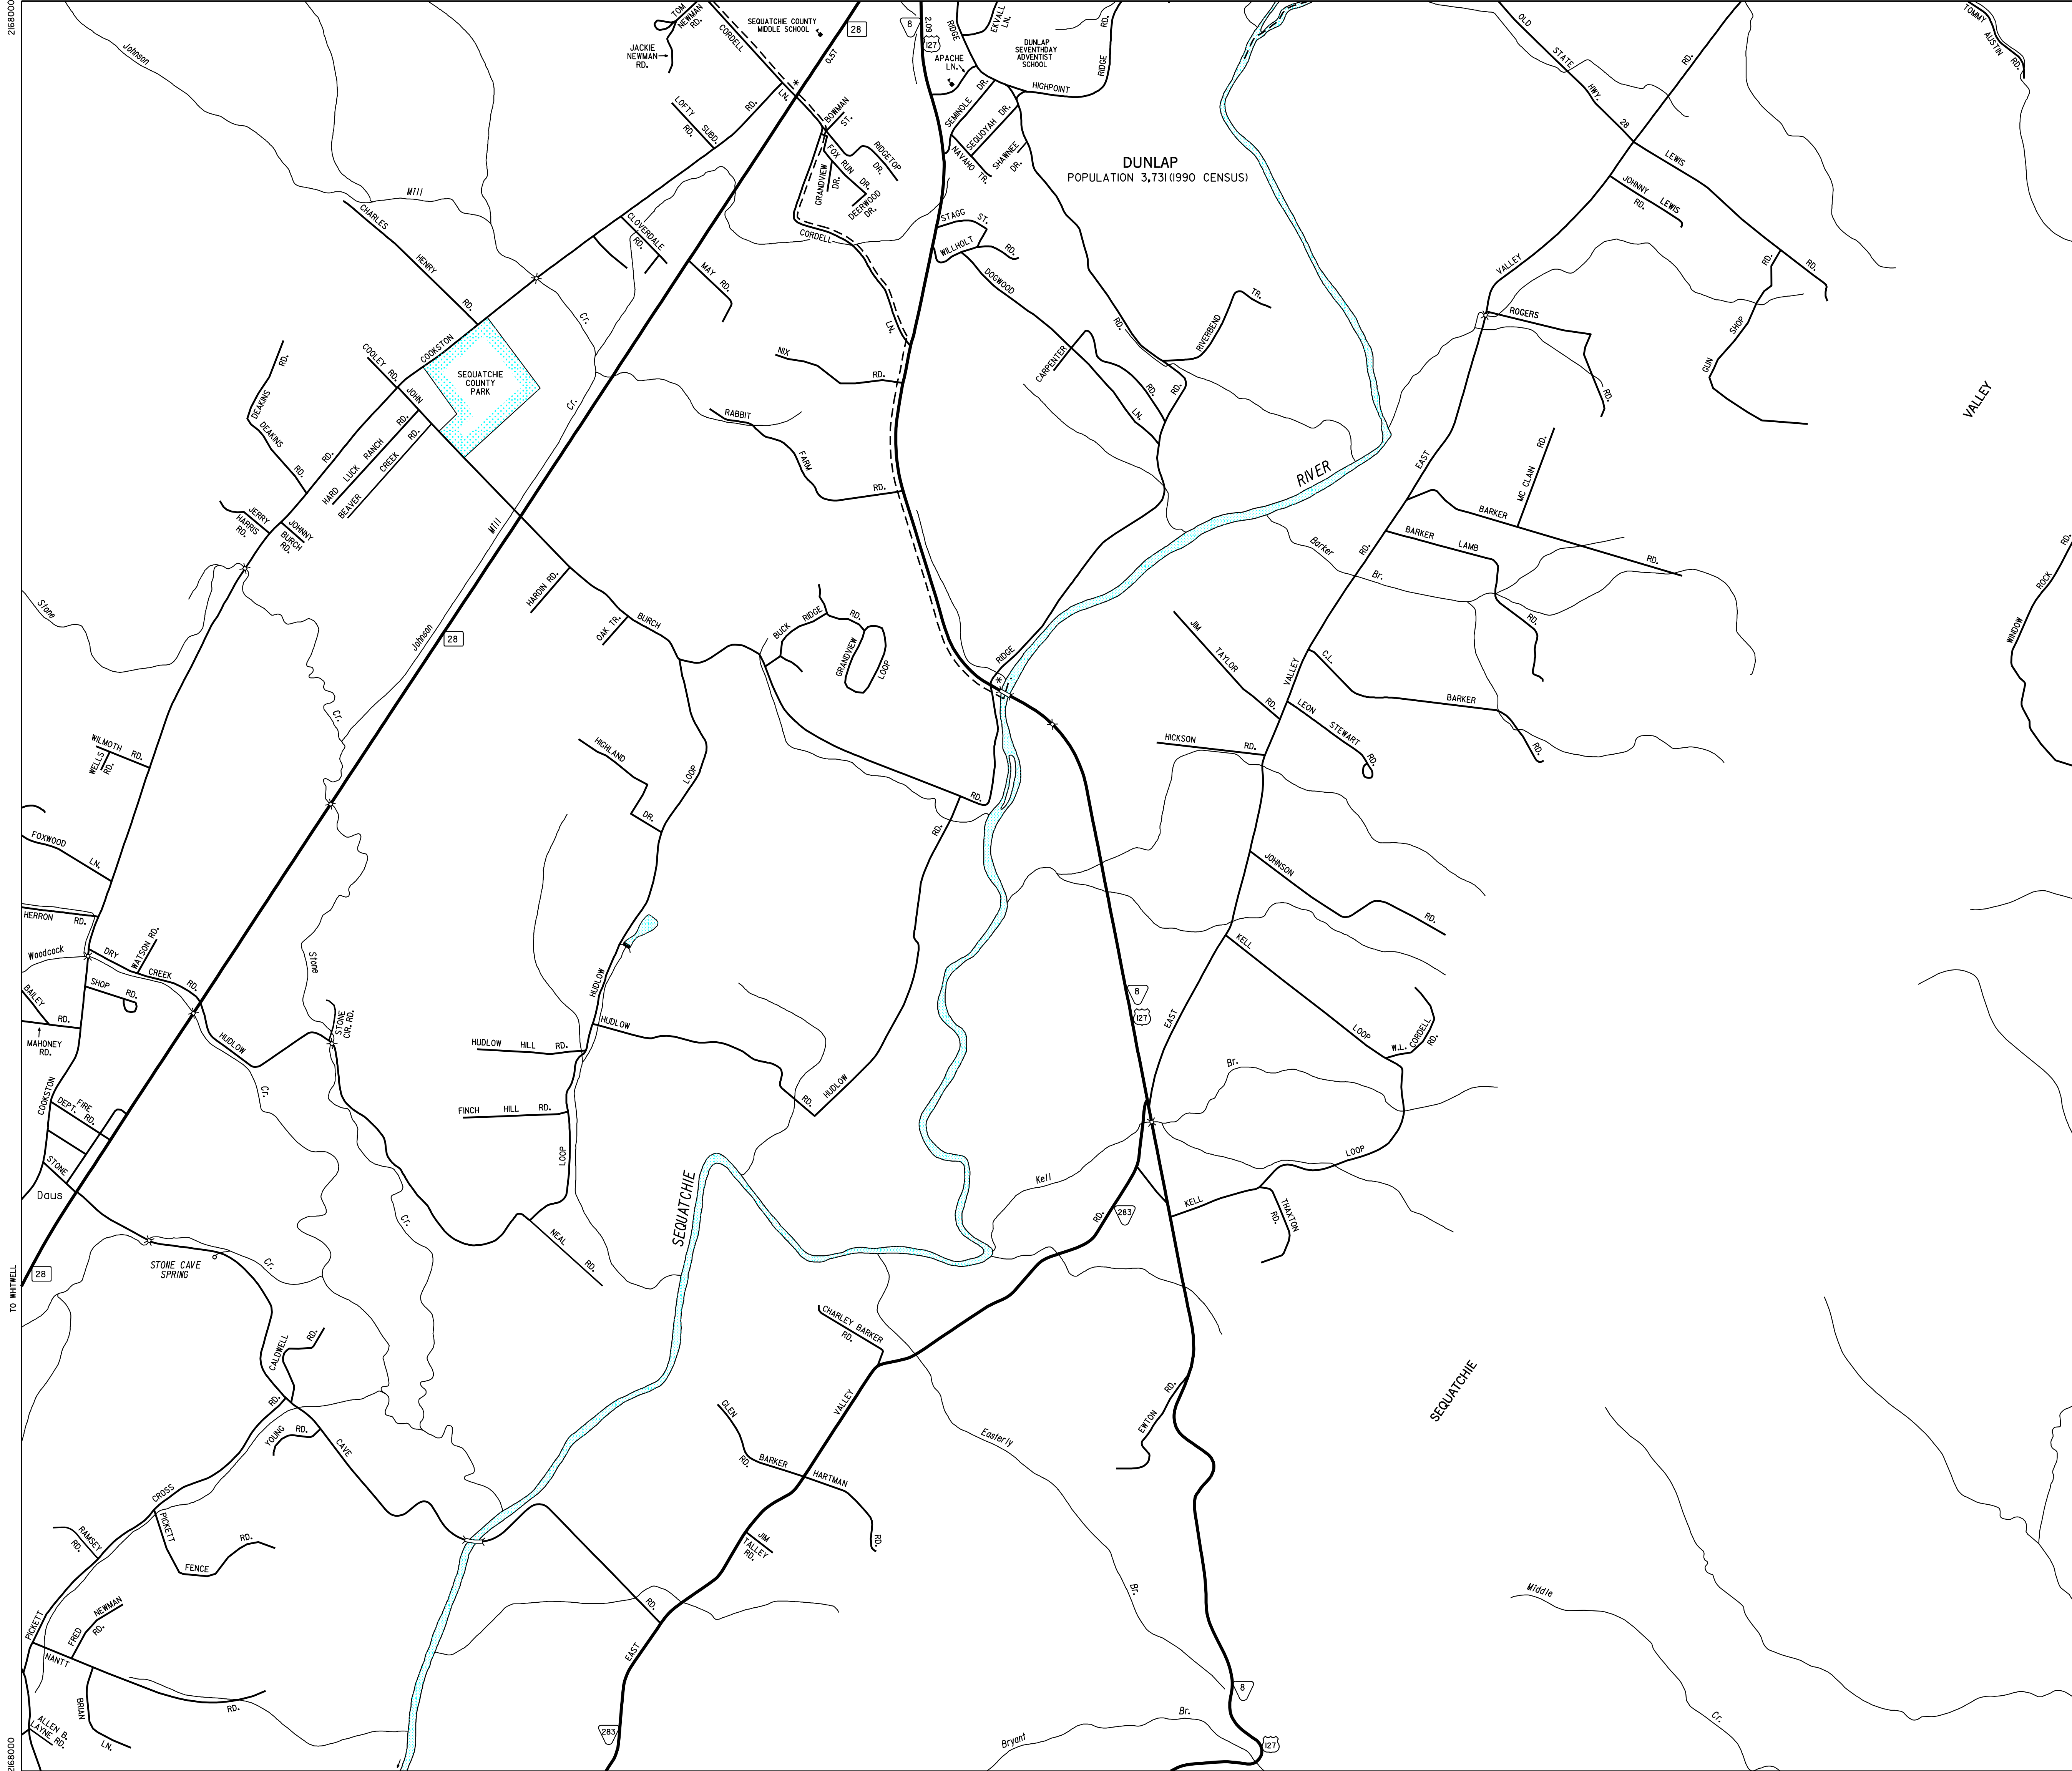 2168000
Johnson
TOM
NEWMAN
RD.
CORDELL
SEQUATCHIE COUNTY
MIDDLE SCHOOL
28
0.57
8
2.09
127
RIDGE
EKVALL
LN.
RD.
DUNLAP
SEVENTHDAY
ADVENTIST
SCHOOL
OLD
STATE
HWY.
28
RD.
TOMMY
AUSTIN
RD.
JACKIE
NEWMAN
RD.
APACHE
LN.
HIGHPOINT
RIDGE
LOFTY
SUBD.
RD.
RD.
LN.
*
BOWMAN
ST.
SEMINOLE
DR.
SEQUOYAH
DR.
NAVAHO
TR.
SHAWNEE
DR.
FOX
RUN
DR.
RIDGETOP
DR.
GRANDVIEW
DR.
DEERWOOD
DR.
DUNLAP
POPULATION 3,731 (1990 CENSUS)
LEWIS
JOHNNY
LEWIS
RD.
RD.
Mill
CHARLES
HENRY
RD.
CLOVERDALE
RD.
CORDELL
LN.
STAGG
ST.
WILLHOLT
RD.
DOGWOOD
LN.
MAY
RD.
Cr.
VALLEY
RD.
GUN
SHOP
ROGERS
RD.
RIVERBEND
TR.
RD.
CARPENTER
RD.
RD.
COOKSTON
COOLEY
RD.
JOHN
SEQUATCHIE
COUNTY
PARK
NIX
RD.
RABBIT
FARM
RD.
Cr.
VALLEY
DEAKINS
RD.
DEAKINS
RD.
RD.
HARD
LUCK
RANCH
RD.
BEAVER
CREEK
RD.
JERRY
HARRIS
RD.
JOHNNY
BURCH
RD.
RIVER
EAST
MC CLAIN
RD.
BARKER
RD.
BARKER
LAMB
RD.
RD.
Barker
Br.
Mill
Johnson
28
HARDIN RD.
OAK TR.
BURCH
BUCK
RIDGE
RD.
GRANDVIEW
LOOP
RIDGE
*
Stone
Cr.
JIM
TAYLOR
RD.
VALLEY
C.L.
BARKER
RD.
LEON
STEWART
RD.
HICKSON
RD.
WINDOW
ROCK
RD.
WILMOTH
RD.
WELLS
RD.
HIGHLAND
DR.
LOOP
RD.
RD.
FOXWOOD
LN.
JOHNSON
RD.
HERRON
RD.
Woodcock
DRY
CREEK
RD.
WATSON RD.
SHOP
RD.
BAILEY
RD.
MAHONEY
RD.
Stone
STONE
CIR. RD.
HUDLOW
HUDLOW
HUDLOW
RD.
HUDLOW
HUDLOW
HILL
RD.
FINCH
HILL
RD.
LOOP
KELL
LOOP
W.L.
CORDELL
RD.
8
127
EAST
Br.
COOKSTON
FIRE
DEPT.
RD.
STONE
Daus
Cr.
Cr.
NEAL
RD.
SEQUATCHIE
Kell
LOOP
KELL
THAXTON
RD.
283
RD.
28
TO WHITWELL
STONE CAVE
SPRING
Cr.
CALDWELL
RD.
CHARLEY BARKER
RD.
VALLEY
SEQUATCHIE
GLEN
BARKER
RD.
HARTMAN
RD.
EWTON
RD.
Easterly
Br.
RD.
YOUNG
RD.
CAVE
CROSS
PICKETT
FENCE
RD.
RAMSEY
RD.
JIM
TALLEY
RD.
RD.
EAST
PICKETT
FRED
NEWMAN
RD.
NANTT
RD.
BRIAN
LN.
ALLEN B.
LAYNE RD.
283
8
127
Bryant
Br.
Middle
Cr.
2168000